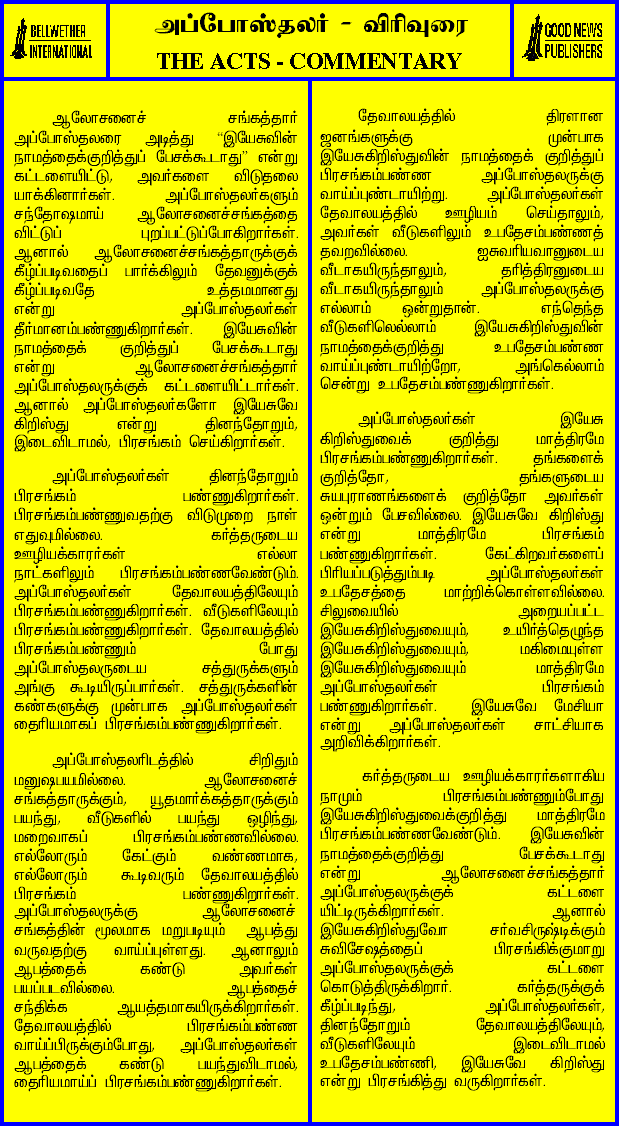 BELLWETHER
INTERNATIONAL
அப்போஸ்தலர் - விரிவுரை
THE ACTS - COMMENTARY
GOOD NEWS
PUBLISHERS
ஆலோசனைச் சங்கத்தார்
அப்போஸ்தலரை அடித்து “இயேசுவின்
நாமத்தைக்குறித்துப் பேசக்கூடாது” என்று
கட்டளையிட்டு, அவர்களை விடுதலை
யாக்கினார்கள். அப்போஸ்தலர்களும்
சந்தோஷமாய் ஆலோசனைச்சங்கத்தை
விட்டுப் புறப்பட்டுப்போகிறார்கள்.
ஆனால் ஆலோசனைச்சங்கத்தாருக்குக்
கீழ்ப்படிவதைப் பார்க்கிலும் தேவனுக்குக்
கீழ்ப்படிவதே உத்தமமானது
என்று அப்போஸ்தலர்கள்
தீர்மானம்பண்ணுகிறார்கள். இயேசுவின்
நாமத்தைக் குறித்துப் பேசக்கூடாது
என்று ஆலோசனைச்சங்கத்தார்
அப்போஸ்தலருக்குக் கட்டளையிட்டார்கள்.
ஆனால் அப்போஸ்தலர்களோ இயேசுவே
கிறிஸ்து என்று தினந்தோறும்,
இடைவிடாமல், பிரசங்கம் செய்கிறார்கள்.
அப்போஸ்தலர்கள் தினந்தோறும்
பிரசங்கம் பண்ணுகிறார்கள்.
பிரசங்கம்பண்ணுவதற்கு விடுமுறை நாள்
எதுவுமில்லை. கர்த்தருடைய
ஊழியக்காரர்கள் எல்லா
நாட்களிலும் பிரசங்கம்பண்ணவேண்டும்.
அப்போஸ்தலர்கள் தேவாலயத்திலேயும்
பிரசங்கம்பண்ணுகிறார்கள். வீடுகளிலேயும்
பிரசங்கம்பண்ணுகிறார்கள். தேவாலயத்தில்
பிரசங்கம்பண்ணும் போது
அப்போஸ்தலருடைய சத்துருக்களும்
அங்கு கூடியிருப்பார்கள். சத்துருக்களின்
கண்களுக்கு முன்பாக அப்போஸ்தலர்கள்
தைரியமாகப் பிரசங்கம்பண்ணுகிறார்கள்.
அப்போஸ்தலரிடத்தில் சிறிதும்
மனுஷபயமில்லை. ஆலோசனைச்
சங்கத்தாருக்கும், யூதமார்க்கத்தாருக்கும்
பயந்து, வீடுகளில் பயந்து ஒழிந்து,
மறைவாகப் பிரசங்கம்பண்ணவில்லை.
எல்லோரும் கேட்கும் வண்ணமாக,
எல்லோரும் கூடிவரும் தேவாலயத்தில்
பிரசங்கம் பண்ணுகிறார்கள்.
அப்போஸ்தலருக்கு ஆலோசனைச்
சங்கத்தின் மூலமாக மறுபடியும் ஆபத்து
வருவதற்கு வாய்ப்புள்ளது. ஆனாலும்
ஆபத்தைக் கண்டு அவர்கள்
பயப்படவில்லை. ஆபத்தைச்
சந்திக்க ஆயத்தமாகயிருக்கிறார்கள்.
தேவாலயத்தில் பிரசங்கம்பண்ண
வாய்ப்பிருக்கும்போது, அப்போஸ்தலர்கள்
ஆபத்தைக் கண்டு பயந்துவிடாமல்,
தைரியமாய்ப் பிரசங்கம்பண்ணுகிறார்கள்.
தேவாலயத்தில் திரளான
ஜனங்களுக்கு முன்பாக
இயேசுகிறிஸ்துவின் நாமத்தைக் குறித்துப்
பிரசங்கம்பண்ண அப்போஸ்தலருக்கு
வாய்ப்புண்டாயிற்று. அப்போஸ்தலர்கள்
தேவாலயத்தில் ஊழியம் செய்தாலும்,
அவர்கள் வீடுகளிலும் உபதேசம்பண்ணத்
தவறவில்லை. ஐசுவரியவானுடைய
வீடாகயிருந்தாலும், தரித்திரனுடைய
வீடாகயிருந்தாலும் அப்போஸ்தலருக்கு
எல்லாம் ஒன்றுதான். எந்தெந்த
வீடுகளிலெல்லாம் இயேசுகிறிஸ்துவின்
நாமத்தைக்குறித்து உபதேசம்பண்ண
வாய்ப்புண்டாயிற்றோ, அங்கெல்லாம்
சென்று உபதேசம்பண்ணுகிறார்கள்.
அப்போஸ்தலர்கள் இயேசு
கிறிஸ்துவைக் குறித்து மாத்திரமே
பிரசங்கம்பண்ணுகிறார்கள். தங்களைக்
குறித்தோ, தங்களுடைய
சுயபுராணங்களைக் குறித்தோ அவர்கள்
ஒன்றும் பேசவில்லை. இயேசுவே கிறிஸ்து
என்று மாத்திரமே பிரசங்கம்
பண்ணுகிறார்கள். கேட்கிறவர்களைப்
பிரியப்படுத்தும்படி அப்போஸ்தலர்கள்
உபதேசத்தை மாற்றிக்கொள்ளவில்லை.
சிலுவையில் அறையப்பட்ட
இயேசுகிறிஸ்துவையும், உயிர்த்தெழுந்த
இயேசுகிறிஸ்துவையும், மகிமையுள்ள
இயேசுகிறிஸ்துவையும் மாத்திரமே
அப்போஸ்தலர்கள் பிரசங்கம்
பண்ணுகிறார்கள். இயேசுவே மேசியா
என்று அப்போஸ்தலர்கள் சாட்சியாக
அறிவிக்கிறார்கள்.
கர்த்தருடைய ஊழியக்காரர்களாகிய
நாமும் பிரசங்கம்பண்ணும்போது
இயேசுகிறிஸ்துவைக்குறித்து மாத்திரமே
பிரசங்கம்பண்ணவேண்டும். இயேசுவின்
நாமத்தைக்குறித்து பேசக்கூடாது
என்று ஆலோசனைச்சங்கத்தார்
அப்போஸ்தலருக்குக் கட்டளை
யிட்டிருக்கிறார்கள். ஆனால்
இயேசுகிறிஸ்துவோ சர்வசிருஷ்டிக்கும்
சுவிசேஷத்தைப் பிரசங்கிக்குமாறு
அப்போஸ்தலருக்குக் கட்டளை
கொடுத்திருக்கிறார். கர்த்தருக்குக்
கீழ்ப்படிந்து, அப்போஸ்தலர்கள்,
தினந்தோறும் தேவாலயத்திலேயும்,
வீடுகளிலேயும் இடைவிடாமல்
உபதேசம்பண்ணி, இயேசுவே கிறிஸ்து
என்று பிரசங்கித்து வருகிறார்கள்.